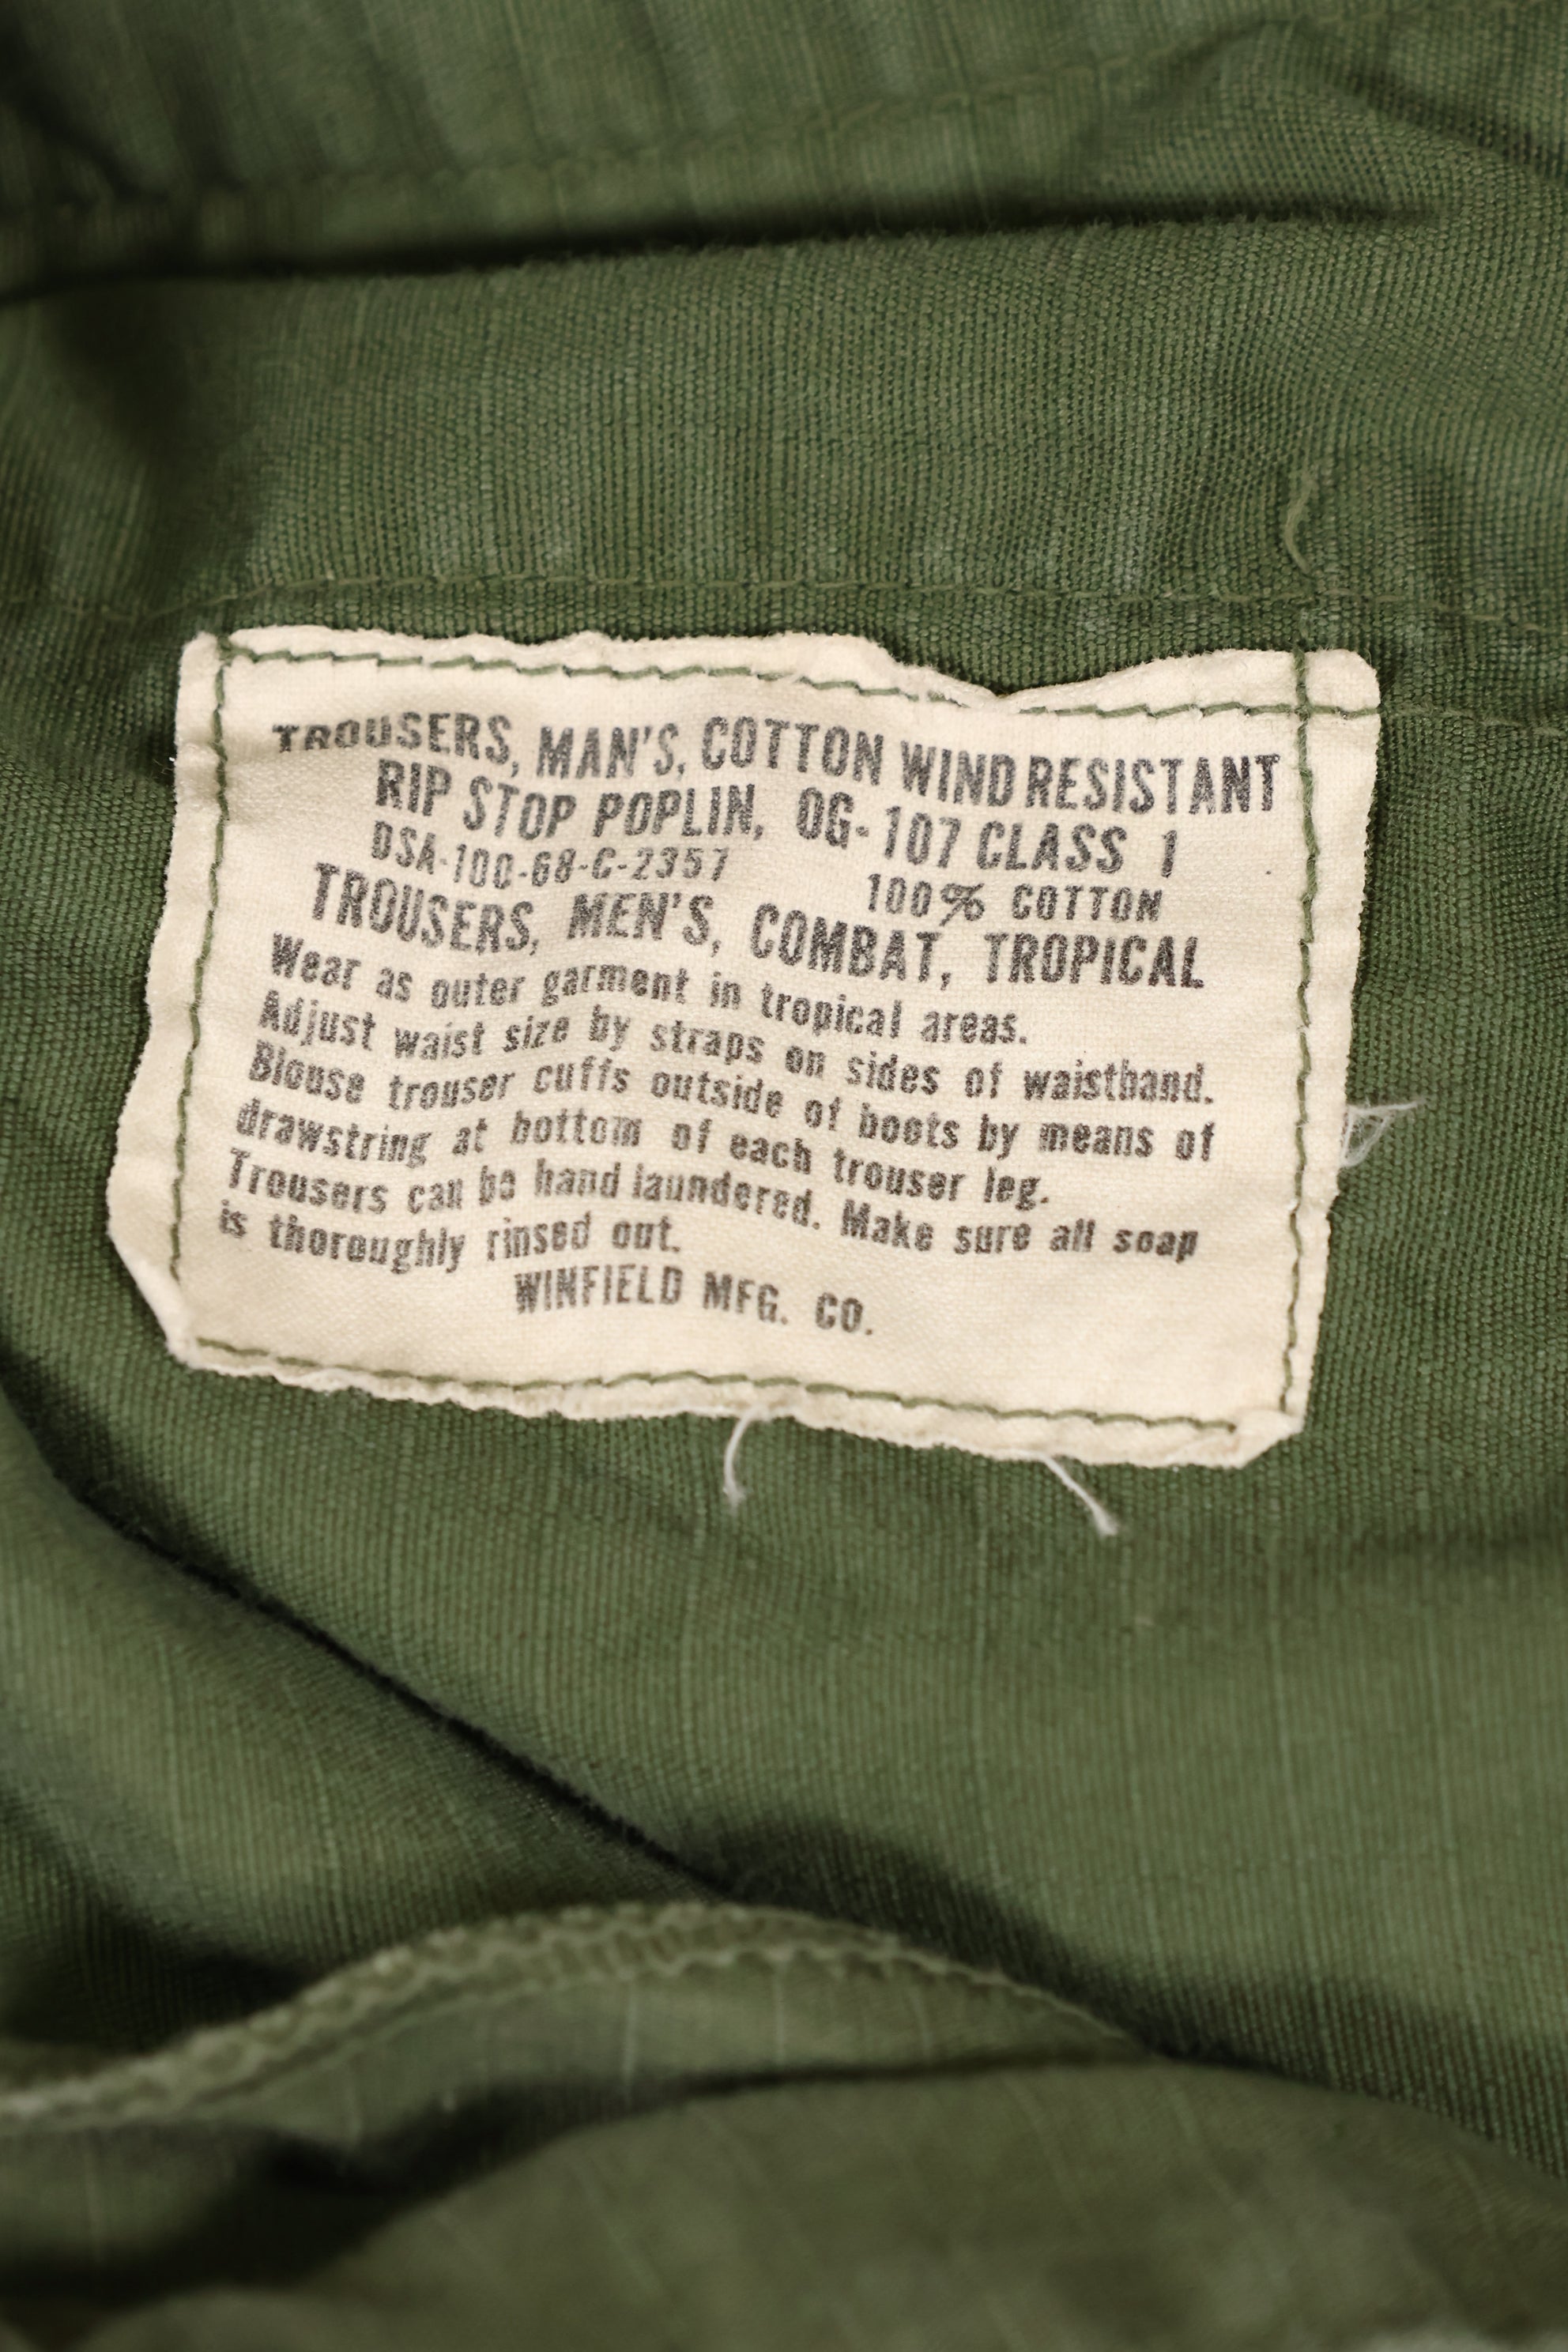 TROUSERS, MAN'S, COTTON WIND RESISTANT
RIP STOP POPLIN, OG-107 CLASS 1
DSA-100-68-C-2357 100% COTTON
TROUSERS, MEN'S, COMBAT, TROPICAL
Wear as outer garment in tropical areas.
Adjust waist size by straps on sides of waistband.
Blouse trouser cuffs outside of boots by means of
drawstring at bottom of each trouser leg.
Trousers can be hand laundered. Make sure all soap
is thoroughly rinsed out.
WINFIELD MFG. CO.